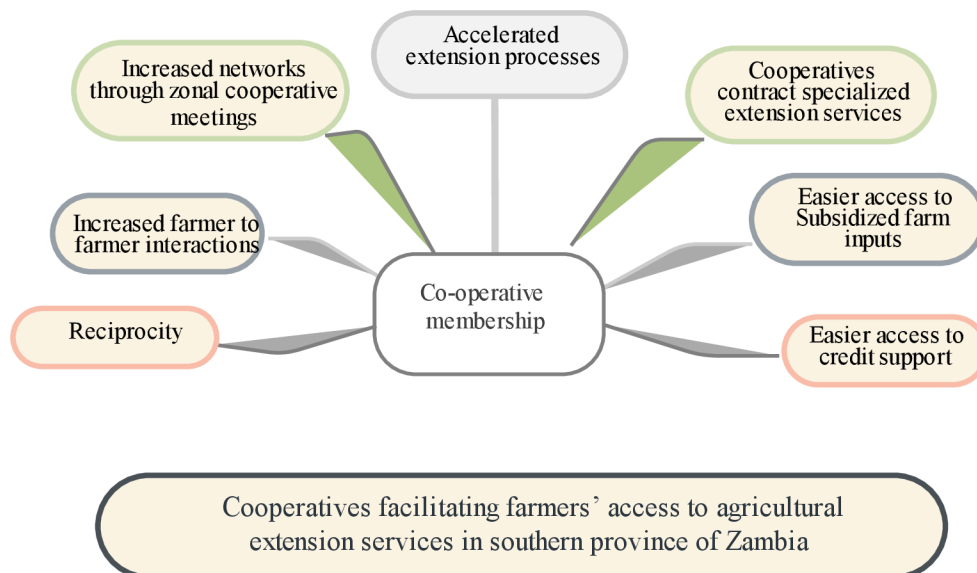 Accelerated
extension processes
Increased networks
through zonal cooperative
meetings
Cooperatives
contract specialized
extension services
Increased farmer to
farmer interactions
Easier access to
Subsidized farm
inputs
Co-operative
membership
Reciprocity
Easier access to
credit support
Cooperatives facilitating farmers’ access to agricultural
extension services in southern province of Zambia